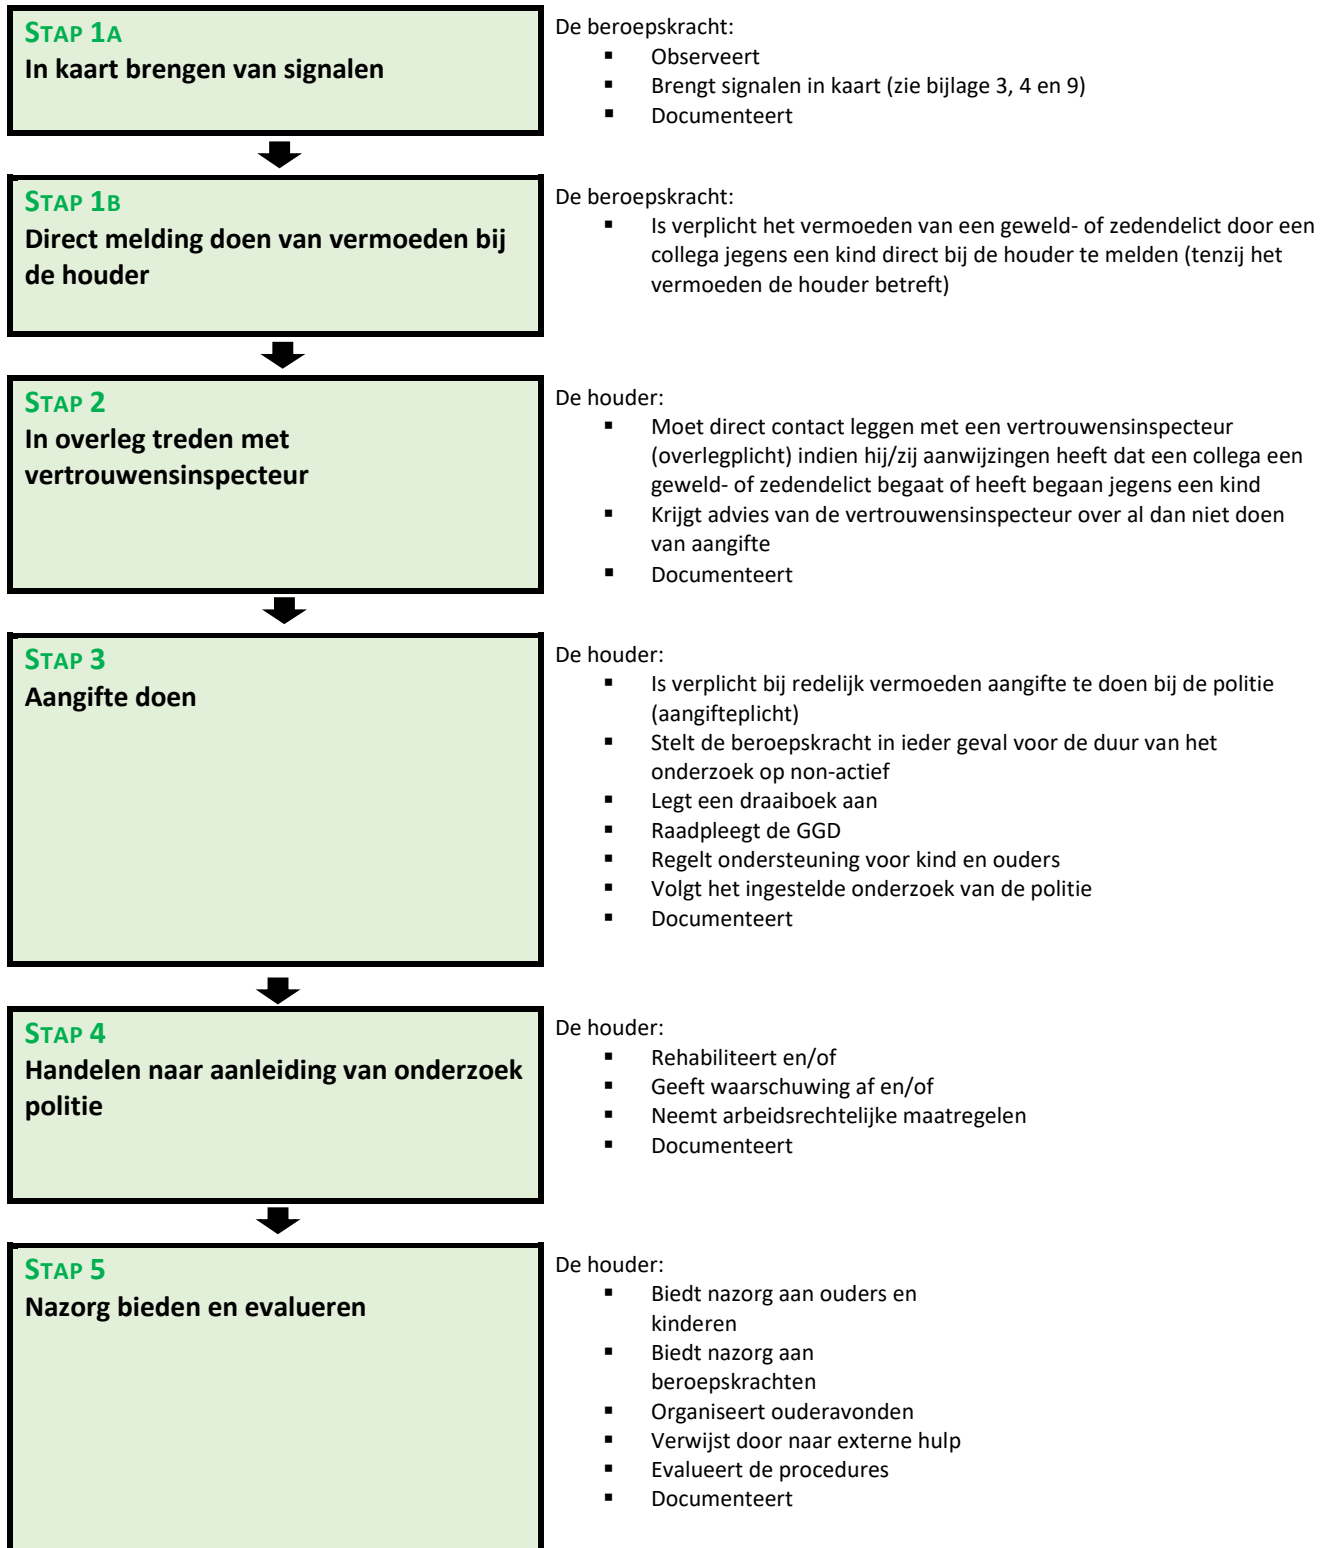 STAP 1A
In kaart brengen van signalen
De beroepskracht:
▪ Observeert
▪ Brengt signalen in kaart (zie bijlage 3, 4 en 9)
▪ Documenteert
STAP 1B
Direct melding doen van vermoeden bij
de houder
De beroepskracht:
▪ Is verplicht het vermoeden van een geweld- of zedendelict door een
collega jegens een kind direct bij de houder te melden (tenzij het
vermoeden de houder betreft)
STAP 2
In overleg treden met
vertrouwensinspecteur
De houder:
▪ Moet direct contact leggen met een vertrouwensinspecteur
(overlegplicht) indien hij/zij aanwijzingen heeft dat een collega een
geweld- of zedendelict begaat of heeft begaan jegens een kind
▪ Krijgt advies van de vertrouwensinspecteur over al dan niet doen
van aangifte
▪ Documenteert
STAP 3
Aangifte doen
De houder:
▪ Is verplicht bij redelijk vermoeden aangifte te doen bij de politie
(aangifteplicht)
▪ Stelt de beroepskracht in ieder geval voor de duur van het
onderzoek op non-actief
▪ Legt een draaiboek aan
▪ Raadpleegt de GGD
▪ Regelt ondersteuning voor kind en ouders
▪ Volgt het ingestelde onderzoek van de politie
▪ Documenteert
STAP 4
Handelen naar aanleiding van onderzoek
politie
De houder:
▪ Rehabiliteert en/of
▪ Geeft waarschuwing af en/of
▪ Neemt arbeidsrechtelijke maatregelen
▪ Documenteert
STAP 5
Nazorg bieden en evalueren
De houder:
▪ Biedt nazorg aan ouders en
kinderen
▪ Biedt nazorg aan
beroepskrachten
▪ Organiseert ouderavonden
▪ Verwijst door naar externe hulp
▪ Evalueert de procedures
▪ Documenteert